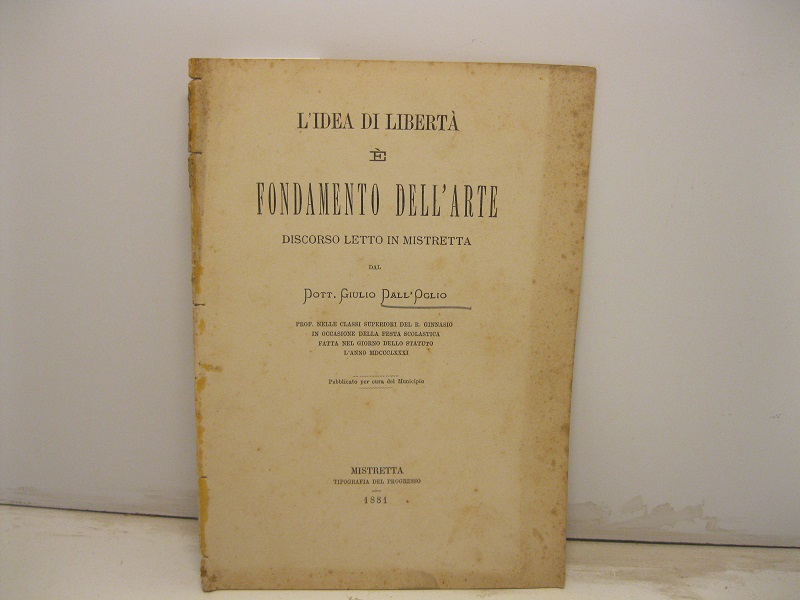 L'IDEA DI LIBERTÀ
È
FONDAMENTO DELL'ARTE
DISCORSO LETTO IN MISTRETTA
DAL
DOTT. GIULIO DALL'OGLIO
PROF. NELLE CLASSI SUPERIORI DEL R. GINNASIO
IN OCCASIONE DELLA FESTA SCOLASTICA
FATTA NEL GIORNO DELLO STATUTO
L'ANNO MDCCCLXXXI
Pubblicato per cura del Municipio
MISTRETTA
TIPOGRAFIA DEL PROGRESSO
1881